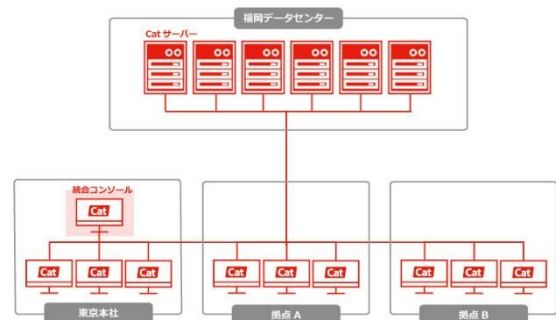 福岡データセンター
Cat サーバー
統合コンソール
Cat
Cat Cat Cat
Cat Cat Cat
Cat Cat Cat
東京本社
拠点 A
拠点 B